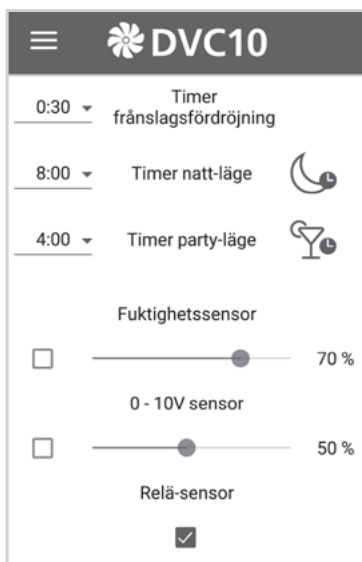 DVC10
0:30
Timer
frånslagsfördröjning
8:00 Timer natt-läge
4:00 Timer party-läge
Fuktighetssensor
70 %
0 - 10V sensor
50 %
Relä-sensor